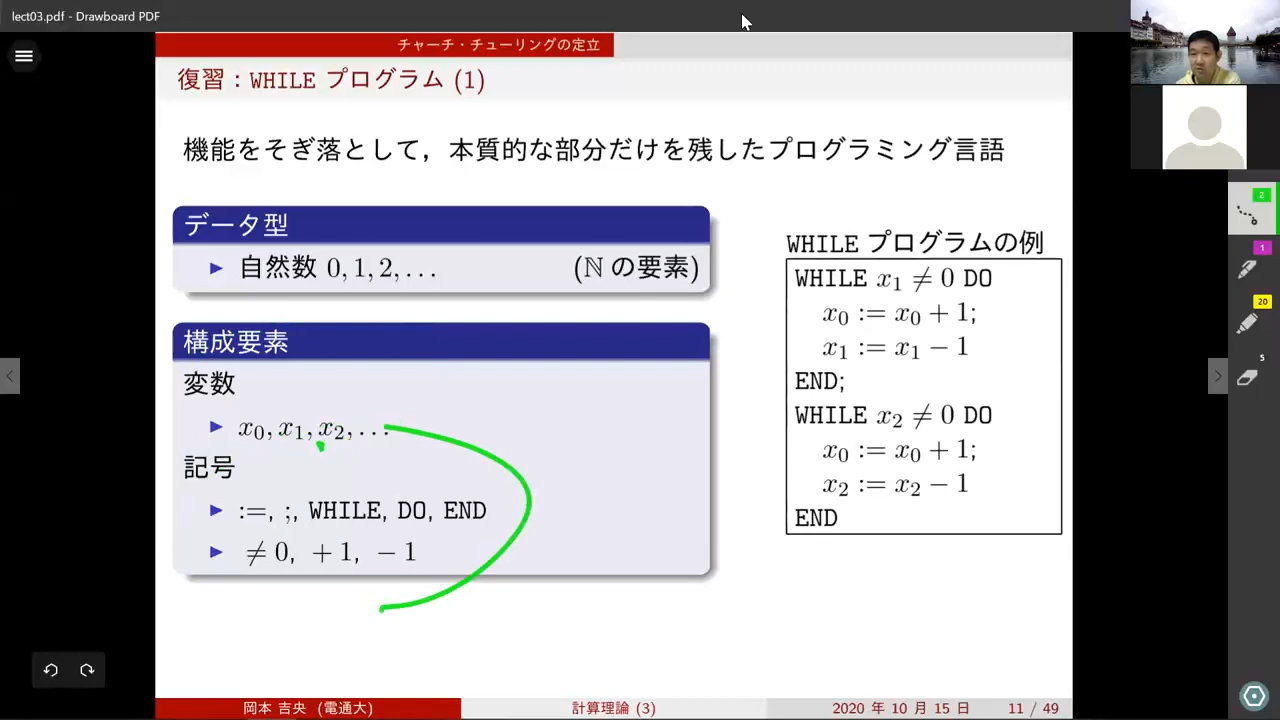 lect03.pdf - Drawboard PDF
チャーチ・チューリングの定立
復習：WHILE プログラム (1)
機能をそぎ落として，本質的な部分だけを残したプログラミング言語
データ型
▶ 自然数 0, 1, 2, . . . (ℕ の要素)
構成要素
変数
▶ x₀, x₁, x₂, . . .
記号
▶ :=, ;, WHILE, DO, END
▶ ≠ 0, + 1, − 1
WHILE プログラムの例
WHILE x₁ ≠ 0 DO
x₀ := x₀ + 1;
x₁ := x₁ − 1
END;
WHILE x₂ ≠ 0 DO
x₀ := x₀ + 1;
x₂ := x₂ − 1
END
2
1
20
5
岡本 吉央 (電通大) 計算理論 (3) 2020 年 10 月 15 日 11 / 49